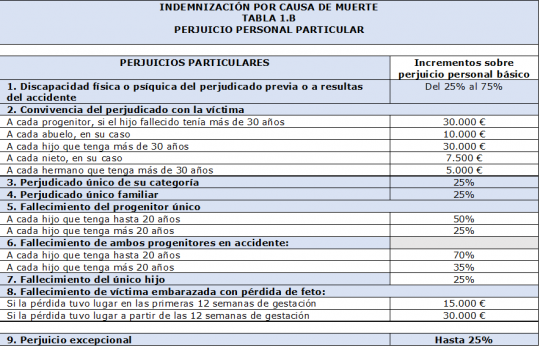 INDEMNIZACIÓN POR CAUSA DE MUERTE
TABLA 1.B
PERJUICIO PERSONAL PARTICULAR
PERJUICIOS PARTICULARES
Incrementos sobre
perjuicio personal básico
1. Discapacidad física o psíquica del perjudicado previa o a resultas
del accidente
Del 25% al 75%
2. Convivencia del perjudicado con la víctima
A cada progenitor, si el hijo fallecido tenía más de 30 años 30.000 €
A cada abuelo, en su caso 10.000 €
A cada hijo que tenga más de 30 años 30.000 €
A cada nieto, en su caso 7.500 €
A cada hermano que tenga más de 30 años 5.000 €
3. Perjudicado único de su categoría 25%
4. Perjudicado único familiar 25%
5. Fallecimiento del progenitor único
A cada hijo que tenga hasta 20 años 50%
A cada hijo que tenga más 20 años 25%
6. Fallecimiento de ambos progenitores en accidente:
A cada hijo que tenga hasta 20 años 70%
A cada hijo que tenga más 20 años 35%
7. Fallecimiento del único hijo 25%
8. Fallecimiento de víctima embarazada con pérdida de feto:
Si la pérdida tuvo lugar en las primeras 12 semanas de gestación 15.000 €
Si la pérdida tuvo lugar a partir de las 12 semanas de gestación 30.000 €
9. Perjuicio excepcional Hasta 25%